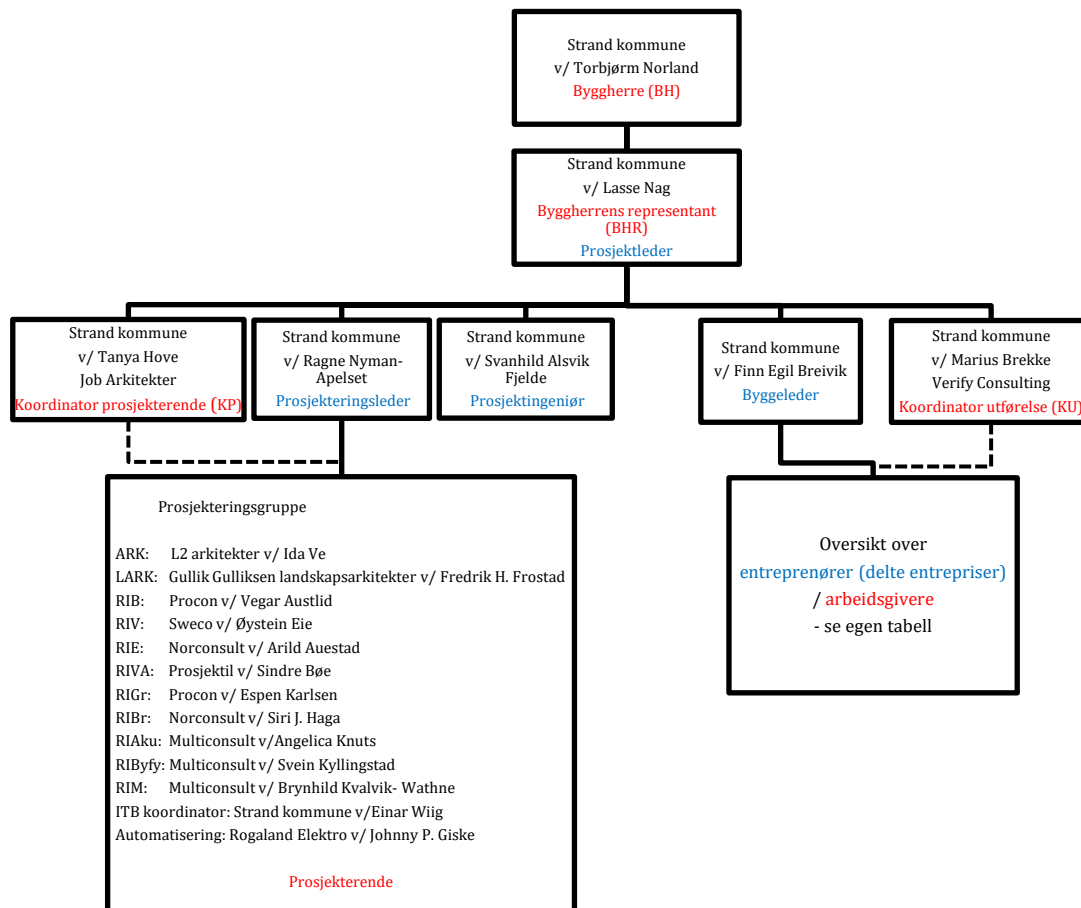 Strand kommune
v/ Torbjørm Norland
Byggherre (BH)
Strand kommune
v/ Lasse Nag
Byggherrens representant
(BHR)
Prosjektleder
Strand kommune
v/ Tanya Hove
Job Arkitekter
Koordinator prosjekterende (KP)
Strand kommune
v/ Ragne Nyman-
Apelset
Prosjekteringsleder
Strand kommune
v/ Svanhild Alsvik
Fjelde
Prosjektingeniør
Strand kommune
v/ Finn Egil Breivik
Byggeleder
Strand kommune
v/ Marius Brekke
Verify Consulting
Koordinator utførelse (KU)
Prosjekteringsgruppe
ARK: L2 arkitekter v/ Ida Ve
LARK: Gullik Gulliksen landskapsarkitekter v/ Fredrik H. Frostad
RIB: Procon v/ Vegar Austlid
RIV: Sweco v/ Øystein Eie
RIE: Norconsult v/ Arild Auestad
RIVA: Prosjektil v/ Sindre Bøe
RIGr: Procon v/ Espen Karlsen
RIBr: Norconsult v/ Siri J. Haga
RIAku: Multiconsult v/Angelica Knuts
RIByfy: Multiconsult v/ Svein Kyllingstad
RIM: Multiconsult v/ Brynhild Kvalvik- Wathne
ITB koordinator: Strand kommune v/Einar Wiig
Automatisering: Rogaland Elektro v/ Johnny P. Giske
Prosjekterende
Oversikt over
entreprenører (delte entrepriser)
/ arbeidsgivere
- se egen tabell